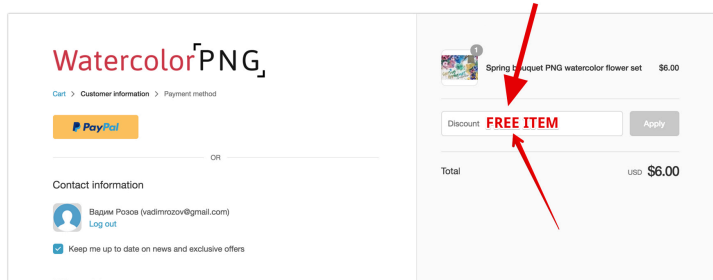 WatercolorPNG
Cart > Customer information > Payment method
PayPal
OR
Contact information
Вадим Розов (vadimrozov@gmail.com)
Log out
Keep me up to date on news and exclusive offers
1
Spring bouquet PNG watercolor flower set $6.00
Discount FREE ITEM Apply
Total USD $6.00